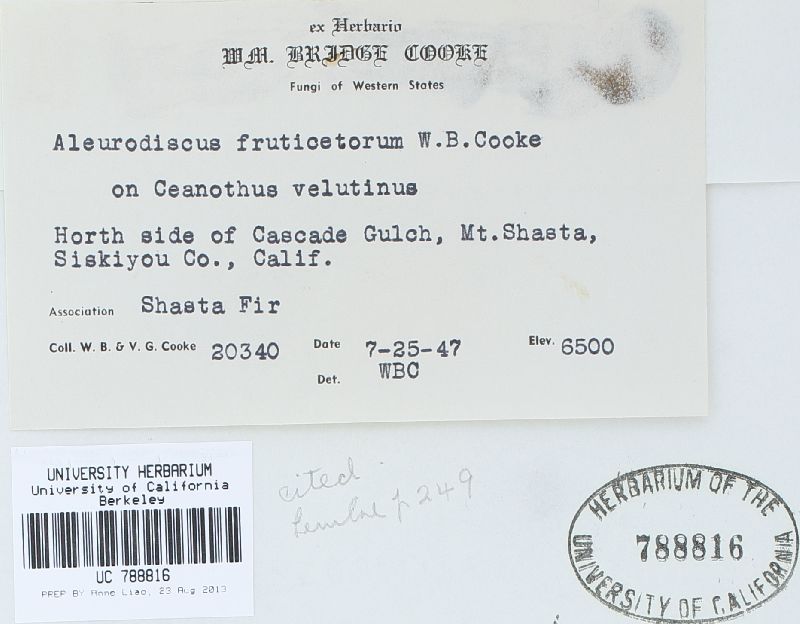 ex Herbario
WM. BRIDGE COOKE
Fungi of Western States
Aleurodiscus fruticetorum W.B.Cooke
on Ceanothus velutinus
Horth side of Cascade Gulch, Mt.Shasta,
Siskiyou Co., Calif.
Association Shasta Fir
Coll. W. B. & V. G. Cooke 20340 Date 7-25-47 Elev. 6500
Det. WBC
UNIVERSITY HERBARIUM
University of California
Berkeley
UC 788816
PREP BY Anne Liao, 23 Aug 2013
cited
p 249
HERBARIUM OF THE
788816
UNIVERSITY OF CALIFORNIA